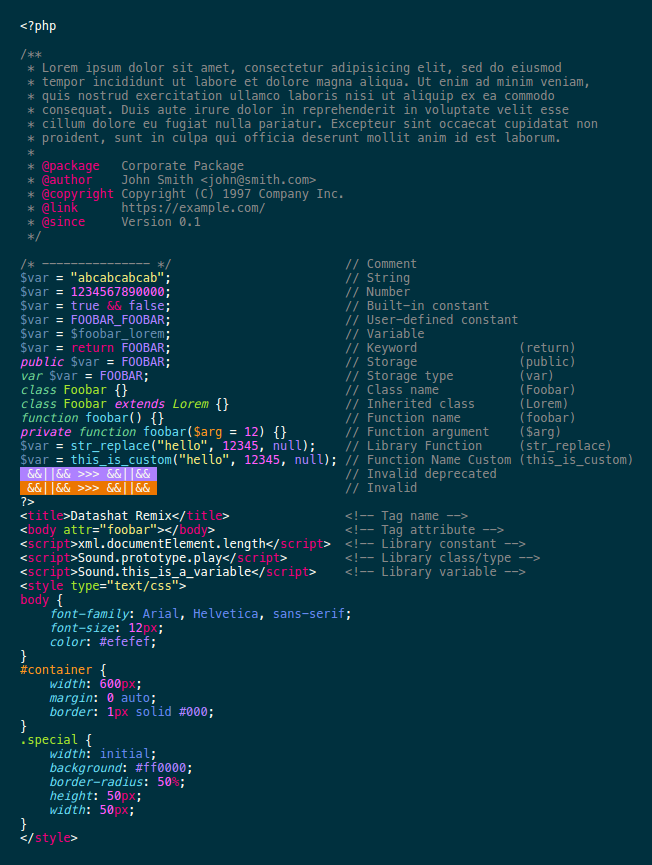 <?php
/**
 * Lorem ipsum dolor sit amet, consectetur adipisicing elit, sed do eiusmod
 * tempor incididunt ut labore et dolore magna aliqua. Ut enim ad minim veniam,
 * quis nostrud exercitation ullamco laboris nisi ut aliquip ex ea commodo
 * consequat. Duis aute irure dolor in reprehenderit in voluptate velit esse
 * cillum dolore eu fugiat nulla pariatur. Excepteur sint occaecat cupidatat non
 * proident, sunt in culpa qui officia deserunt mollit anim id est laborum.
 *
 * @package   Corporate Package
 * @author    John Smith <john@smith.com>
 * @copyright Copyright (C) 1997 Company Inc.
 * @link      https://example.com/
 * @since     Version 0.1
 */
/* --------------- */                        // Comment
$var = "abcabcabcab";                        // String
$var = 1234567890000;                        // Number
$var = true && false;                        // Built-in constant
$var = FOOBAR_FOOBAR;                        // User-defined constant
$var = $foobar_lorem;                        // Variable
$var = return FOOBAR;                        // Keyword             (return)
public $var = FOOBAR;                        // Storage             (public)
var $var = FOOBAR;                           // Storage type        (var)
class Foobar {}                              // Class name          (Foobar)
class Foobar extends Lorem {}                // Inherited class     (Lorem)
function foobar() {}                         // Function name       (foobar)
private function foobar($arg = 12) {}        // Function argument   ($arg)
$var = str_replace("hello", 12345, null);    // Library Function    (str_replace)
$var = this_is_custom("hello", 12345, null); // Function Name Custom (this_is_custom)
 &&||&& >>> &&||&&                           // Invalid deprecated
 &&||&& >>> &&||&&                           // Invalid
?>
<title>Datashat Remix</title>                <!-- Tag name -->
<body attr="foobar"></body>                  <!-- Tag attribute -->
<script>xml.documentElement.length</script>  <!-- Library constant -->
<script>Sound.prototype.play</script>        <!-- Library class/type -->
<script>Sound.this_is_a_variable</script>    <!-- Library variable -->
<style type="text/css">
body {
    font-family: Arial, Helvetica, sans-serif;
    font-size: 12px;
    color: #efefef;
}
#container {
    width: 600px;
    margin: 0 auto;
    border: 1px solid #000;
}
.special {
    width: initial;
    background: #ff0000;
    border-radius: 50%;
    height: 50px;
    width: 50px;
}
</style>